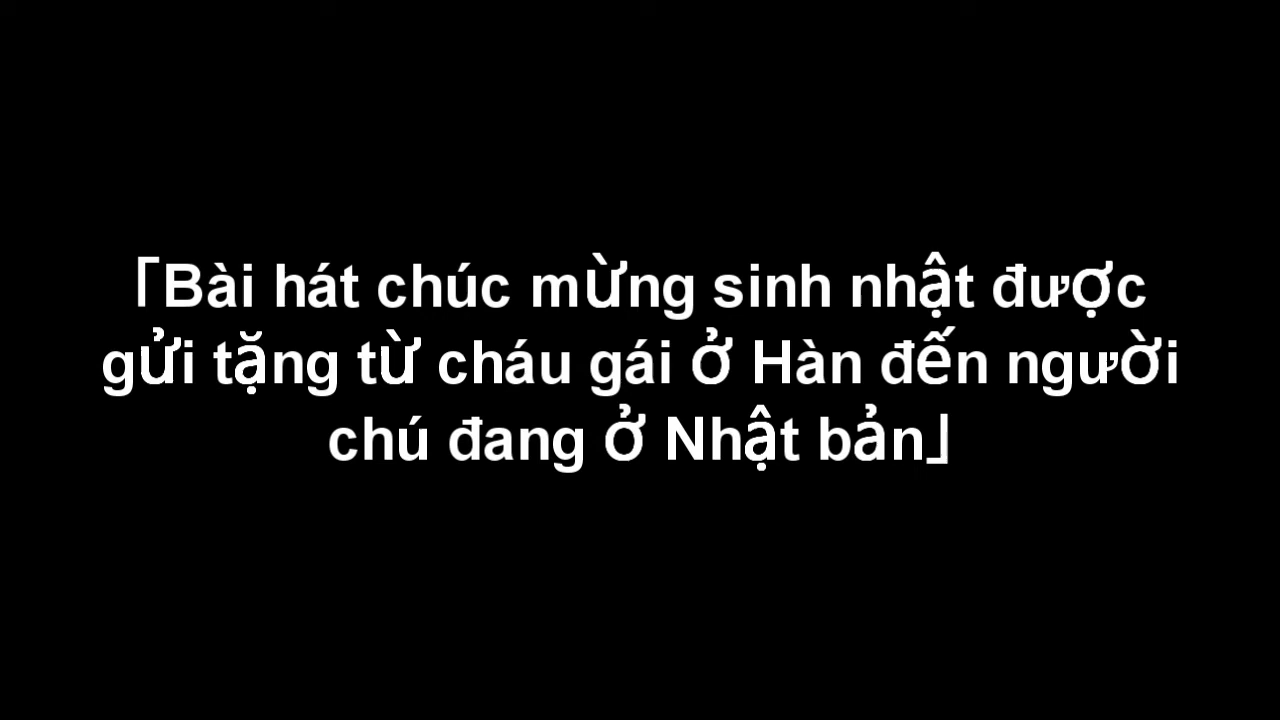 「Bài hát chúc mừng sinh nhật được
gửi tặng từ cháu gái ở Hàn đến người
chú đang ở Nhật bản」